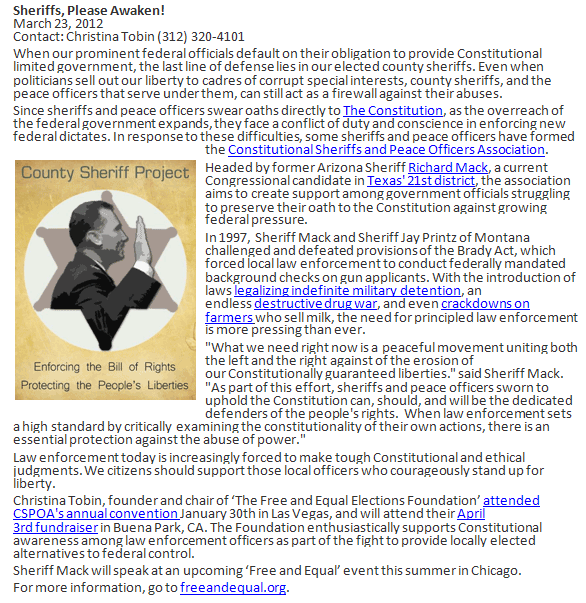 Sheriffs, Please Awaken!
March 23, 2012
Contact: Christina Tobin (312) 320-4101
When our prominent federal officials default on their obligation to provide Constitutional
limited government, the last line of defense lies in our elected county sheriffs. Even when
politicians sell out our liberty to cadres of corrupt special interests, county sheriffs, and the
peace officers that serve under them, can still act as a firewall against their abuses.
Since sheriffs and peace officers swear oaths directly to The Constitution, as the overreach of
the federal government expands, they face a conflict of duty and conscience in enforcing new
federal dictates. In response to these difficulties, some sheriffs and peace officers have formed
the Constitutional Sheriffs and Peace Officers Association.
County Sheriff Project
Enforcing the Bill of Rights
Protecting the People's Liberties
Headed by former Arizona Sheriff Richard Mack, a current
Congressional candidate in Texas' 21st district, the association
aims to create support among government officials struggling
to preserve their oath to the Constitution against growing
federal pressure.
In 1997, Sheriff Mack and Sheriff Jay Printz of Montana
challenged and defeated provisions of the Brady Act, which
forced local law enforcement to conduct federally mandated
background checks on gun applicants. With the introduction of
laws legalizing indefinite military detention, an
endless destructive drug war, and even crackdowns on
farmers who sell milk, the need for principled law enforcement
is more pressing than ever.
"What we need right now is a peaceful movement uniting both
the left and the right against the erosion of
our Constitutionally guaranteed liberties." said Sheriff Mack.
"As part of this effort, sheriffs and peace officers sworn to
uphold the Constitution can, should, and will be the dedicated
defenders of the people's rights. When law enforcement sets
a high standard by critically examining the constitutionality of their own actions, there is an
essential protection against the abuse of power."
Law enforcement today is increasingly forced to make tough Constitutional and ethical
judgments. We citizens should support those local officers who courageously stand up for
liberty.
Christina Tobin, founder and chair of ‘The Free and Equal Elections Foundation’ attended
CSPOA's annual convention January 30th in Las Vegas, and will attend their April
3rd fundraiser in Buena Park, CA. The Foundation enthusiastically supports Constitutional
awareness among law enforcement officers as part of the fight to provide locally elected
alternatives to federal control.
Sheriff Mack will speak at an upcoming ‘Free and Equal’ event this summer in Chicago.
For more information, go to freeandequal.org.